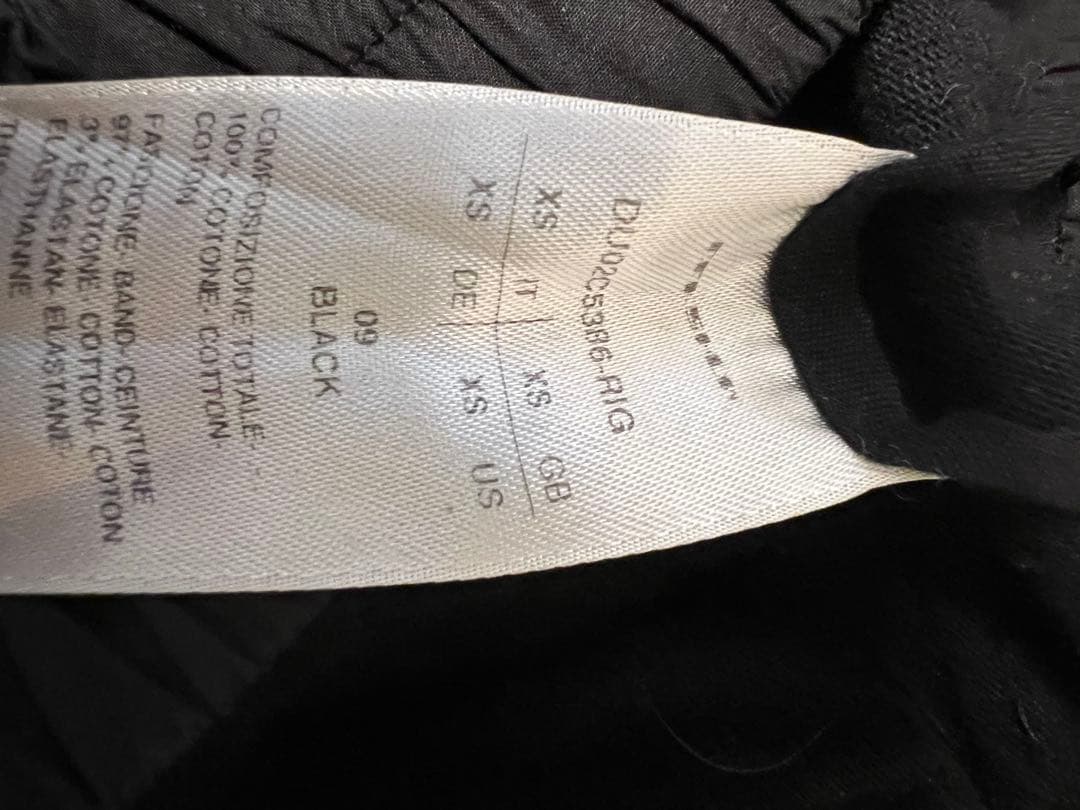 DU02C5386-RIG
XS IT XS GB
XS DE XS US
09
BLACK
COMPOSIZIONE TOTALE -
100% COTONE- COTTON-
COTON
FASCIONE- BAND-CEINTURE
97% COTONE- COTTON- COTON
3% ELASTAN- ELASTANE-
ELASTHANNE